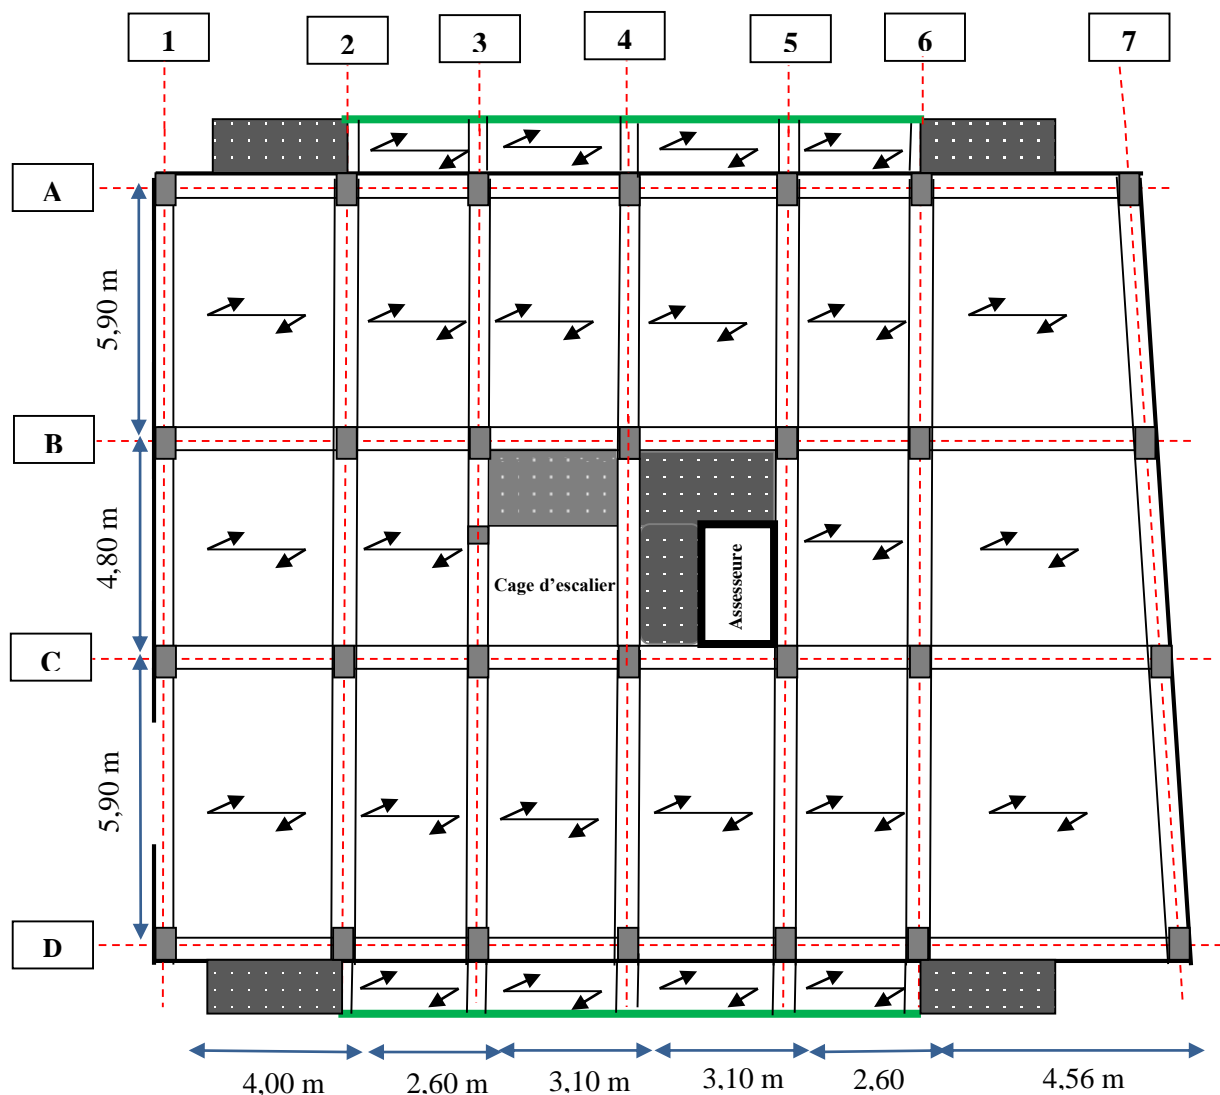 1
2
3
4
5
6
7
A
5,90 m
B
4,80 m
Cage d'escalier
Assesseure
C
5,90 m
D
4,00 m
2,60 m
3,10 m
3,10 m
2,60
4,56 m